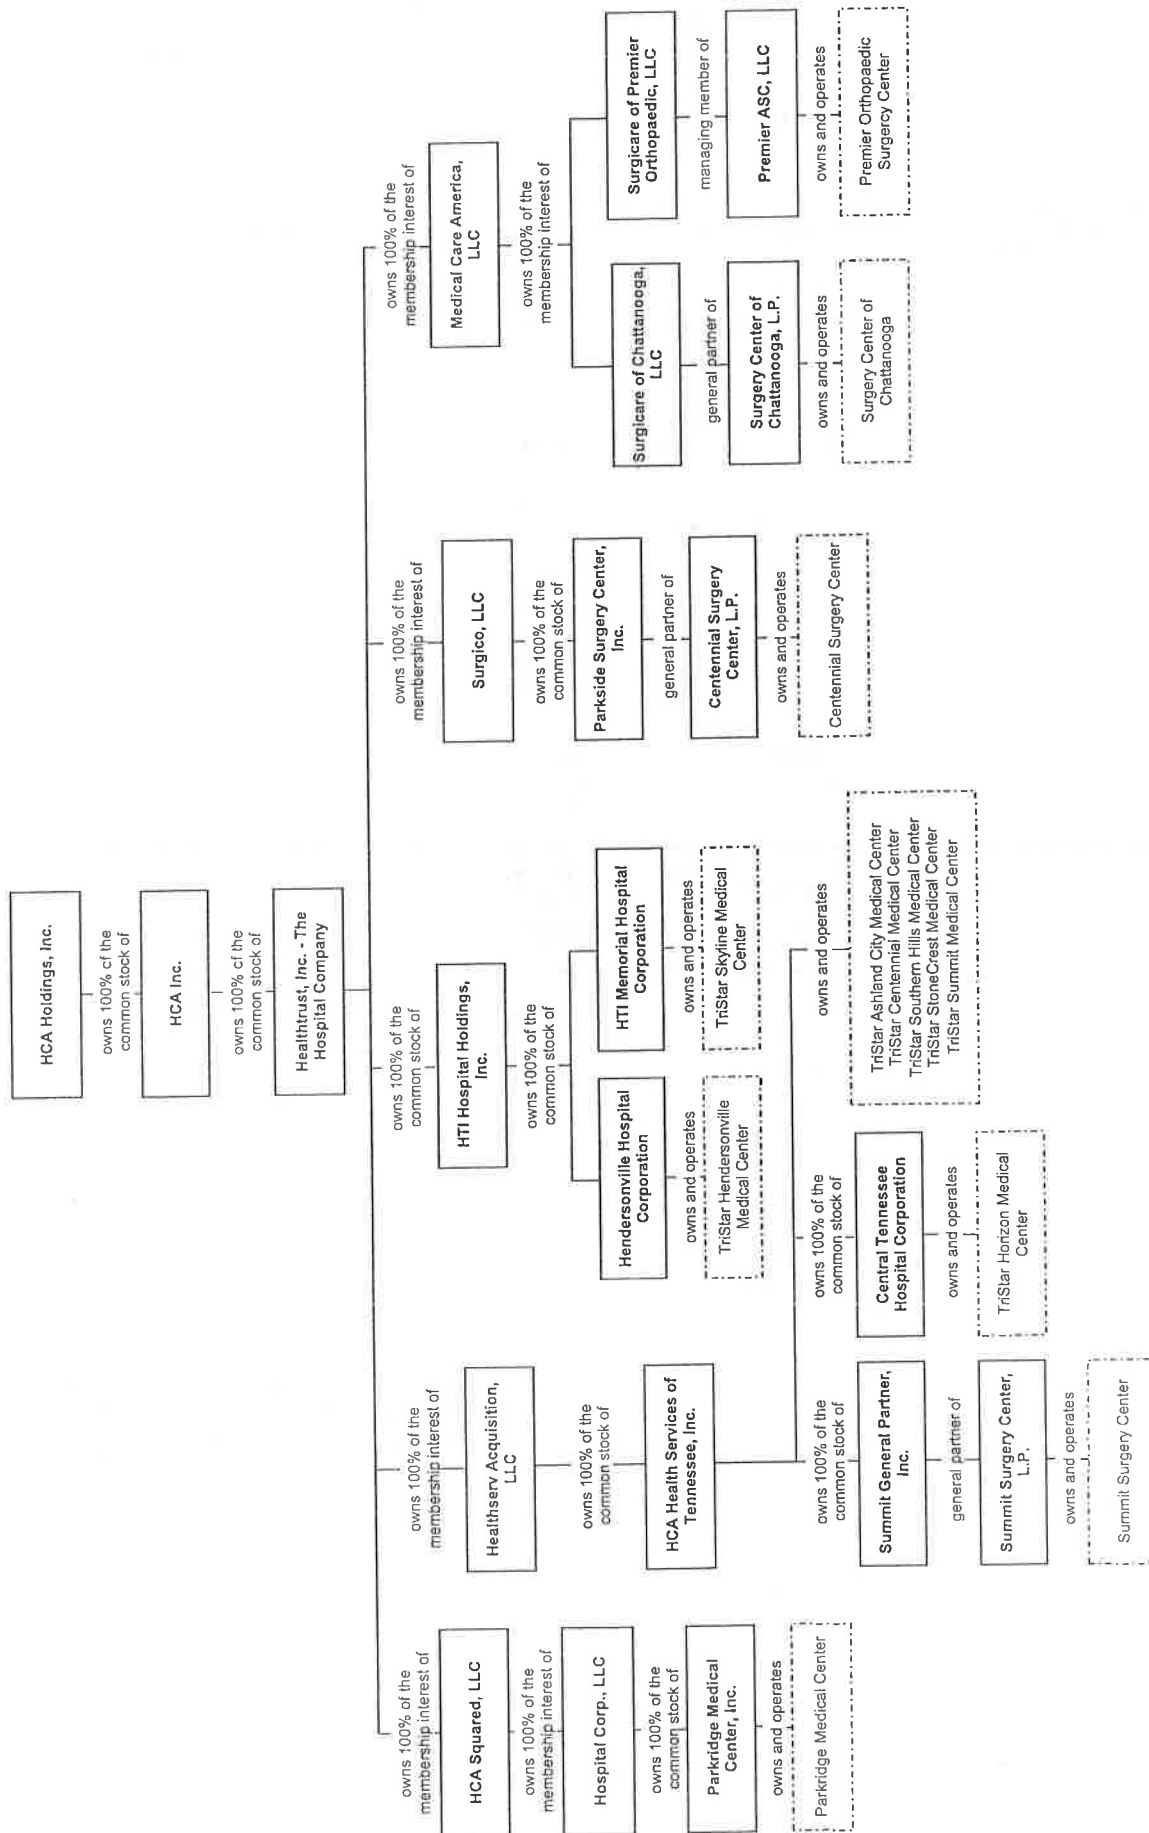 HCA Holdings, Inc.
owns 100% of the
common stock of
HCA Inc.
owns 100% of the
common stock of
Healthtrust, Inc. - The
Hospital Company
owns 100% of the
membership interest of
HCA Squared, LLC
owns 100% of the
membership interest of
Hospital Corp., LLC
owns 100% of the
common stock of
Parkridge Medical
Center, Inc.
owns and operates
Parkridge Medical Center
owns 100% of the
membership interest of
Healthserv Acquisition,
LLC
owns 100% of the
common stock of
HCA Health Services of
Tennessee, Inc.
owns 100% of the
common stock of
Summit General Partner,
Inc.
general partner of
Summit Surgery Center,
L.P.
owns and operates
Summit Surgery Center
owns 100% of the
common stock of
Central Tennessee
Hospital Corporation
owns and operates
TriStar Horizon Medical
Center
owns and operates
TriStar Ashland City Medical Center
TriStar Centennial Medical Center
TriStar Southern Hills Medical Center
TriStar StoneCrest Medical Center
TriStar Summit Medical Center
owns 100% of the
common stock of
HTI Hospital Holdings,
Inc.
owns 100% of the
common stock of
Hendersonville Hospital
Corporation
owns and operates
TriStar Hendersonville
Medical Center
HTI Memorial Hospital
Corporation
owns and operates
TriStar Skyline Medical
Center
owns 100% of the
membership interest of
Surgico, LLC
owns 100% of the
common stock of
Parkside Surgery Center,
Inc.
general partner of
Centennial Surgery
Center, L.P.
owns and operates
Centennial Surgery Center
owns 100% of the
membership interest of
Medical Care America,
LLC
owns 100% of the
membership interest of
Surgicare of Chattanooga,
LLC
general partner of
Surgery Center of
Chattanooga, L.P.
owns and operates
Surgery Center of
Chattanooga
Surgicare of Premier
Orthopaedic, LLC
managing member of
Premier ASC, LLC
owns and operates
Premier Orthopaedic
Surgercy Center